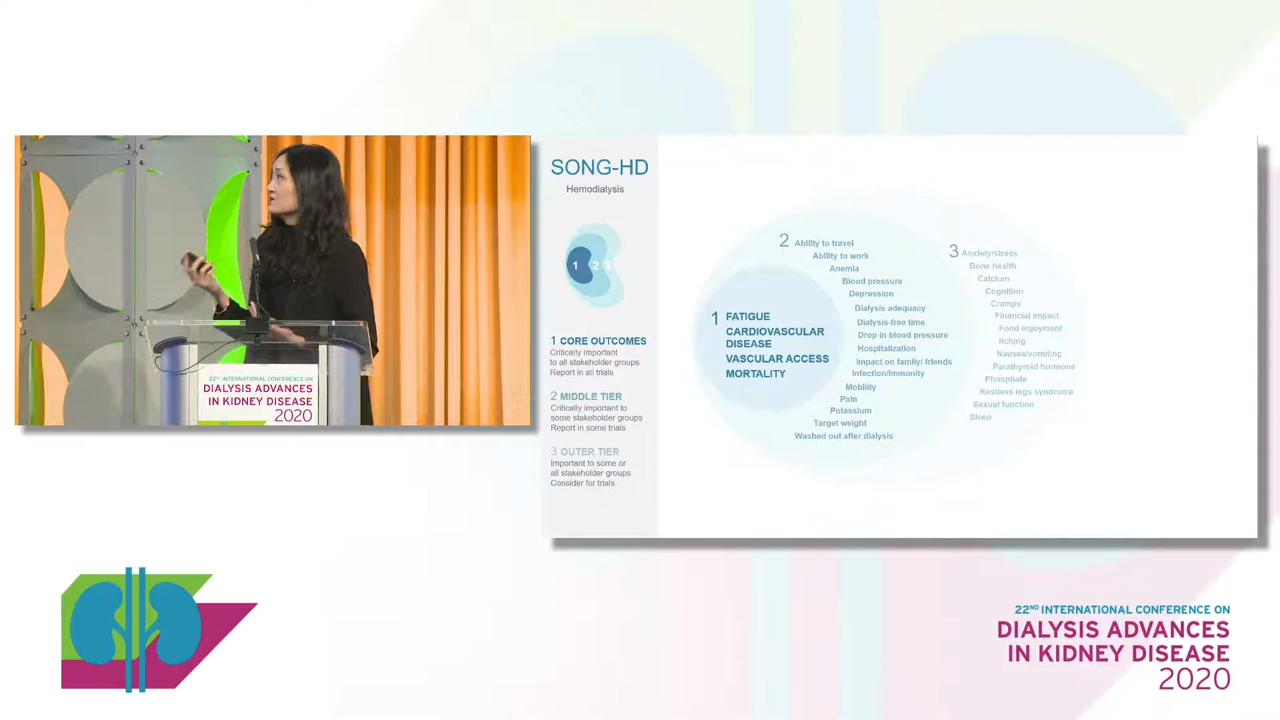 22ND INTERNATIONAL CONFERENCE ON
DIALYSIS ADVANCES
IN KIDNEY DISEASE
2020
SONG-HD
Hemodialysis
1 2 3
1 CORE OUTCOMES
Critically important
to all stakeholder groups
Report in all trials
2 MIDDLE TIER
Critically important to
some stakeholder groups
Report in some trials
3 OUTER TIER
Important to some or
all stakeholder groups
Consider for trials
1 FATIGUE
CARDIOVASCULAR
DISEASE
VASCULAR ACCESS
MORTALITY
2 Ability to travel
Ability to work
Anemia
Blood pressure
Depression
Dialysis adequacy
Dialysis-free time
Drop in blood pressure
Hospitalization
Impact on family/ friends
Infection/immunity
Mobility
Pain
Potassium
Target weight
Washed out after dialysis
3 Anxiety/stress
Bone health
Calcium
Cognition
Cramps
Financial impact
Food enjoyment
Itching
Nausea/vomiting
Parathyroid hormone
Phosphate
Restless legs syndrome
Sexual function
Sleep
22ND INTERNATIONAL CONFERENCE ON
DIALYSIS ADVANCES
IN KIDNEY DISEASE
2020